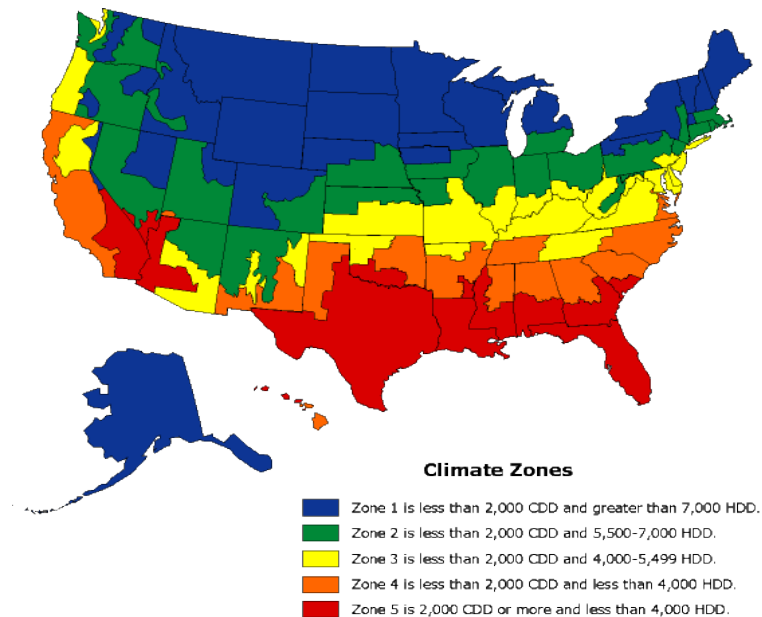 Climate Zones
Zone 1 is less than 2,000 CDD and greater than 7,000 HDD.
Zone 2 is less than 2,000 CDD and 5,500-7,000 HDD.
Zone 3 is less than 2,000 CDD and 4,000-5,499 HDD.
Zone 4 is less than 2,000 CDD and less than 4,000 HDD.
Zone 5 is 2,000 CDD or more and less than 4,000 HDD.